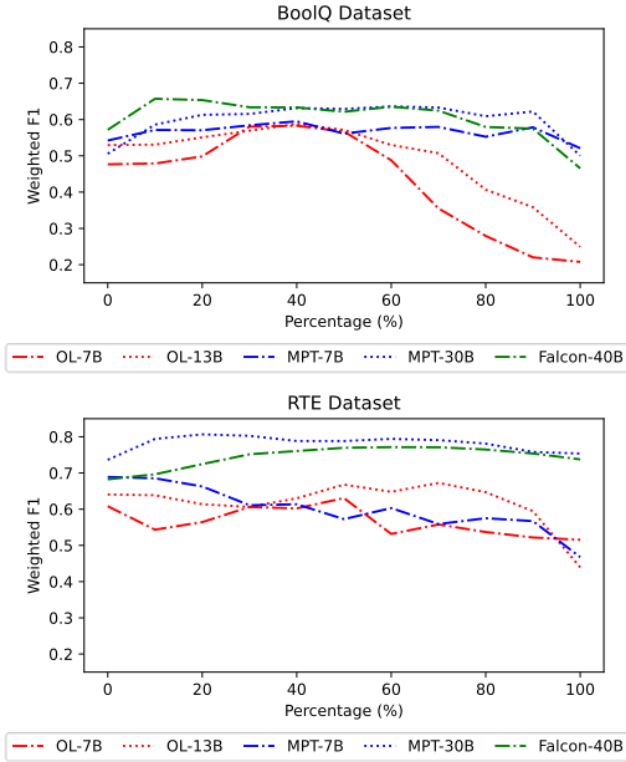 BoolQ Dataset
Weighted F1
0.8
0.7
0.6
0.5
0.4
0.3
0.2
0 20 40 60 80 100
Percentage (%)
OL-7B OL-13B MPT-7B MPT-30B Falcon-40B
RTE Dataset
Weighted F1
0.8
0.7
0.6
0.5
0.4
0.3
0.2
0 20 40 60 80 100
Percentage (%)
OL-7B OL-13B MPT-7B MPT-30B Falcon-40B